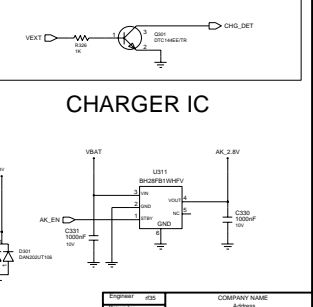 CHG_DET
VEXT
R326
1K
1
3
2
Q301
DTC144EE/TR
CHARGER IC
VBAT
AK_2.8V
U311
BH28FB1WHFV
3 VIN
VOUT 4
2 GND
NC 5
AK_EN
1 STBY
GND
6
C331
1000nF
10V
C330
1000nF
10V
D301
DAN202UT106
Engineer
r035
COMPANY NAME
Address